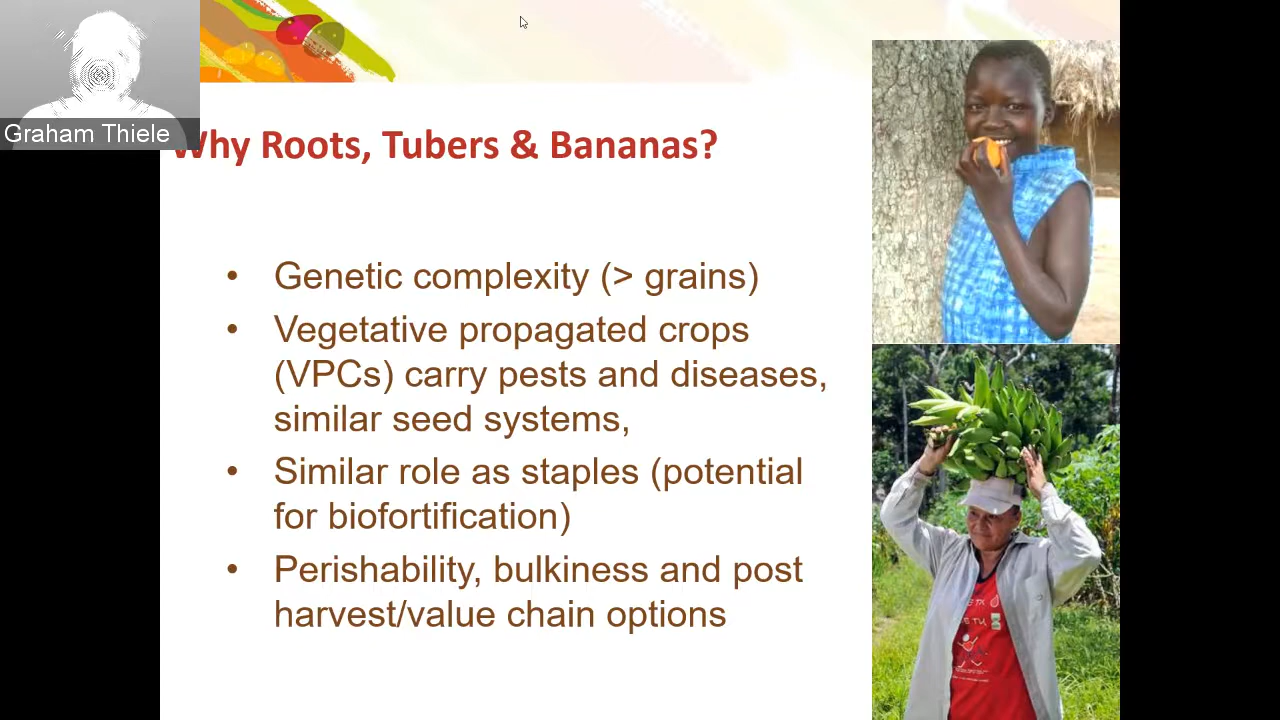 Graham Thiele
Why Roots, Tubers & Bananas?
• Genetic complexity (> grains)
• Vegetative propagated crops
(VPCs) carry pests and diseases,
similar seed systems,
• Similar role as staples (potential
for biofortification)
• Perishability, bulkiness and post
harvest/value chain options